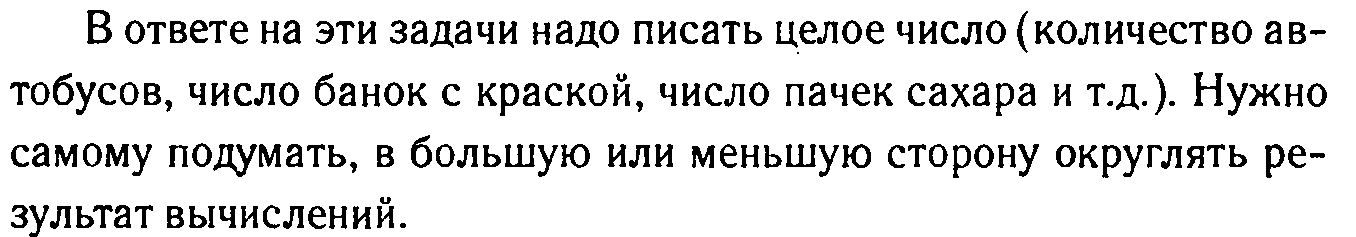 В ответе на эти задачи надо писать целое число (количество ав-
тобусов, число банок с краской, число пачек сахара и т.д.). Нужно
самому подумать, в большую или меньшую сторону округлять ре-
зультат вычислений.